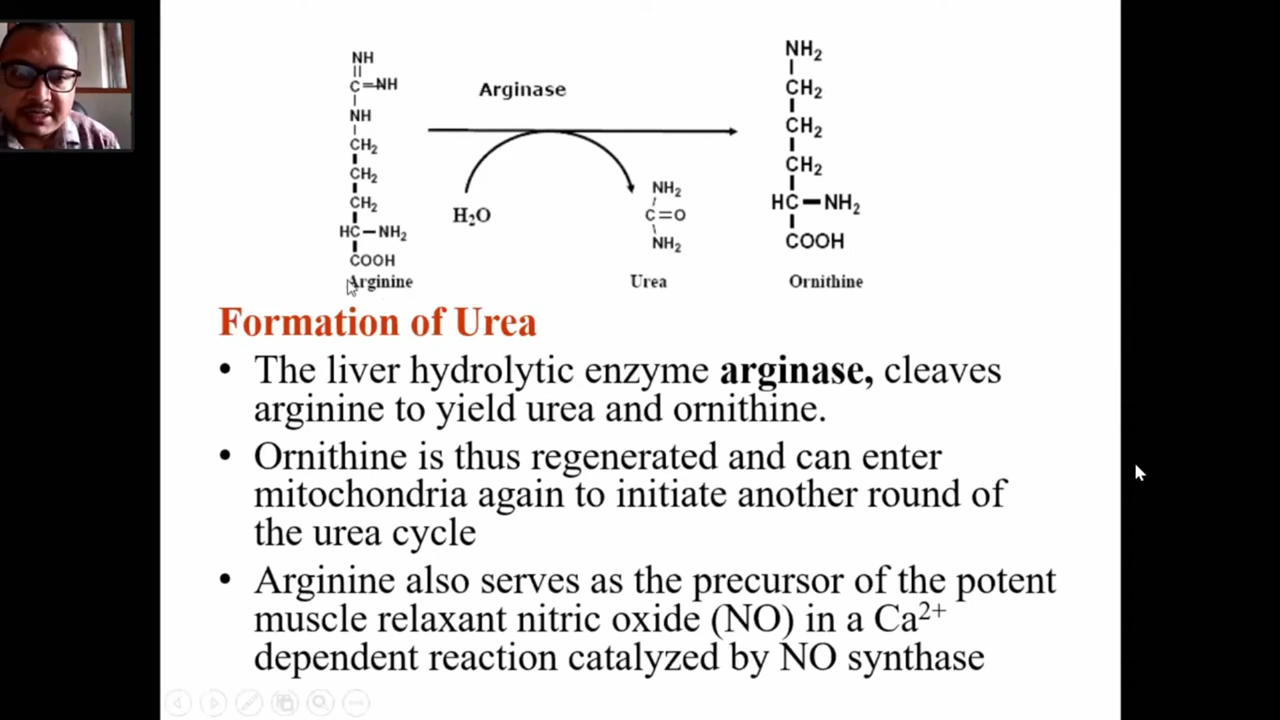 NH
||
C=NH
NH
CH₂
CH₂
CH₂
HC–NH₂
COOH
Arginine
Arginase
H₂O
NH₂
C=O
NH₂
Urea
NH₂
CH₂
CH₂
CH₂
HC–NH₂
COOH
Ornithine
Formation of Urea
• The liver hydrolytic enzyme arginase, cleaves
arginine to yield urea and ornithine.
• Ornithine is thus regenerated and can enter
mitochondria again to initiate another round of
the urea cycle
• Arginine also serves as the precursor of the potent
muscle relaxant nitric oxide (NO) in a Ca²⁺
dependent reaction catalyzed by NO synthase